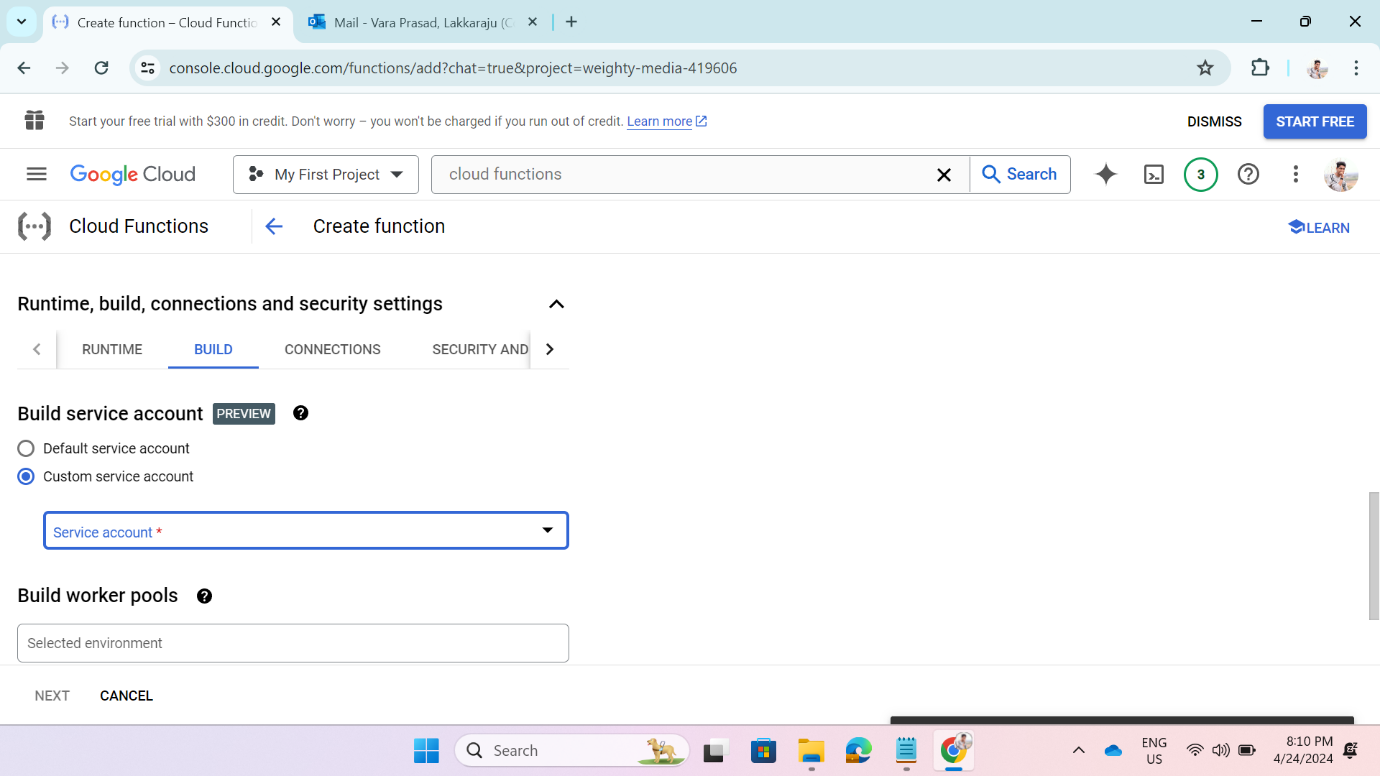 Create function – Cloud Functio
Mail - Vara Prasad, Lakkaraju (C
console.cloud.google.com/functions/add?chat=true&project=weighty-media-419606
Start your free trial with $300 in credit. Don't worry – you won't be charged if you run out of credit. Learn more
DISMISS
START FREE
Google Cloud
My First Project
cloud functions
Search
3
Cloud Functions
Create function
LEARN
Runtime, build, connections and security settings
RUNTIME
BUILD
CONNECTIONS
SECURITY AND
Build service account
PREVIEW
Default service account
Custom service account
Service account *
Build worker pools
Selected environment
NEXT
CANCEL
Search
ENG
US
8:10 PM
4/24/2024